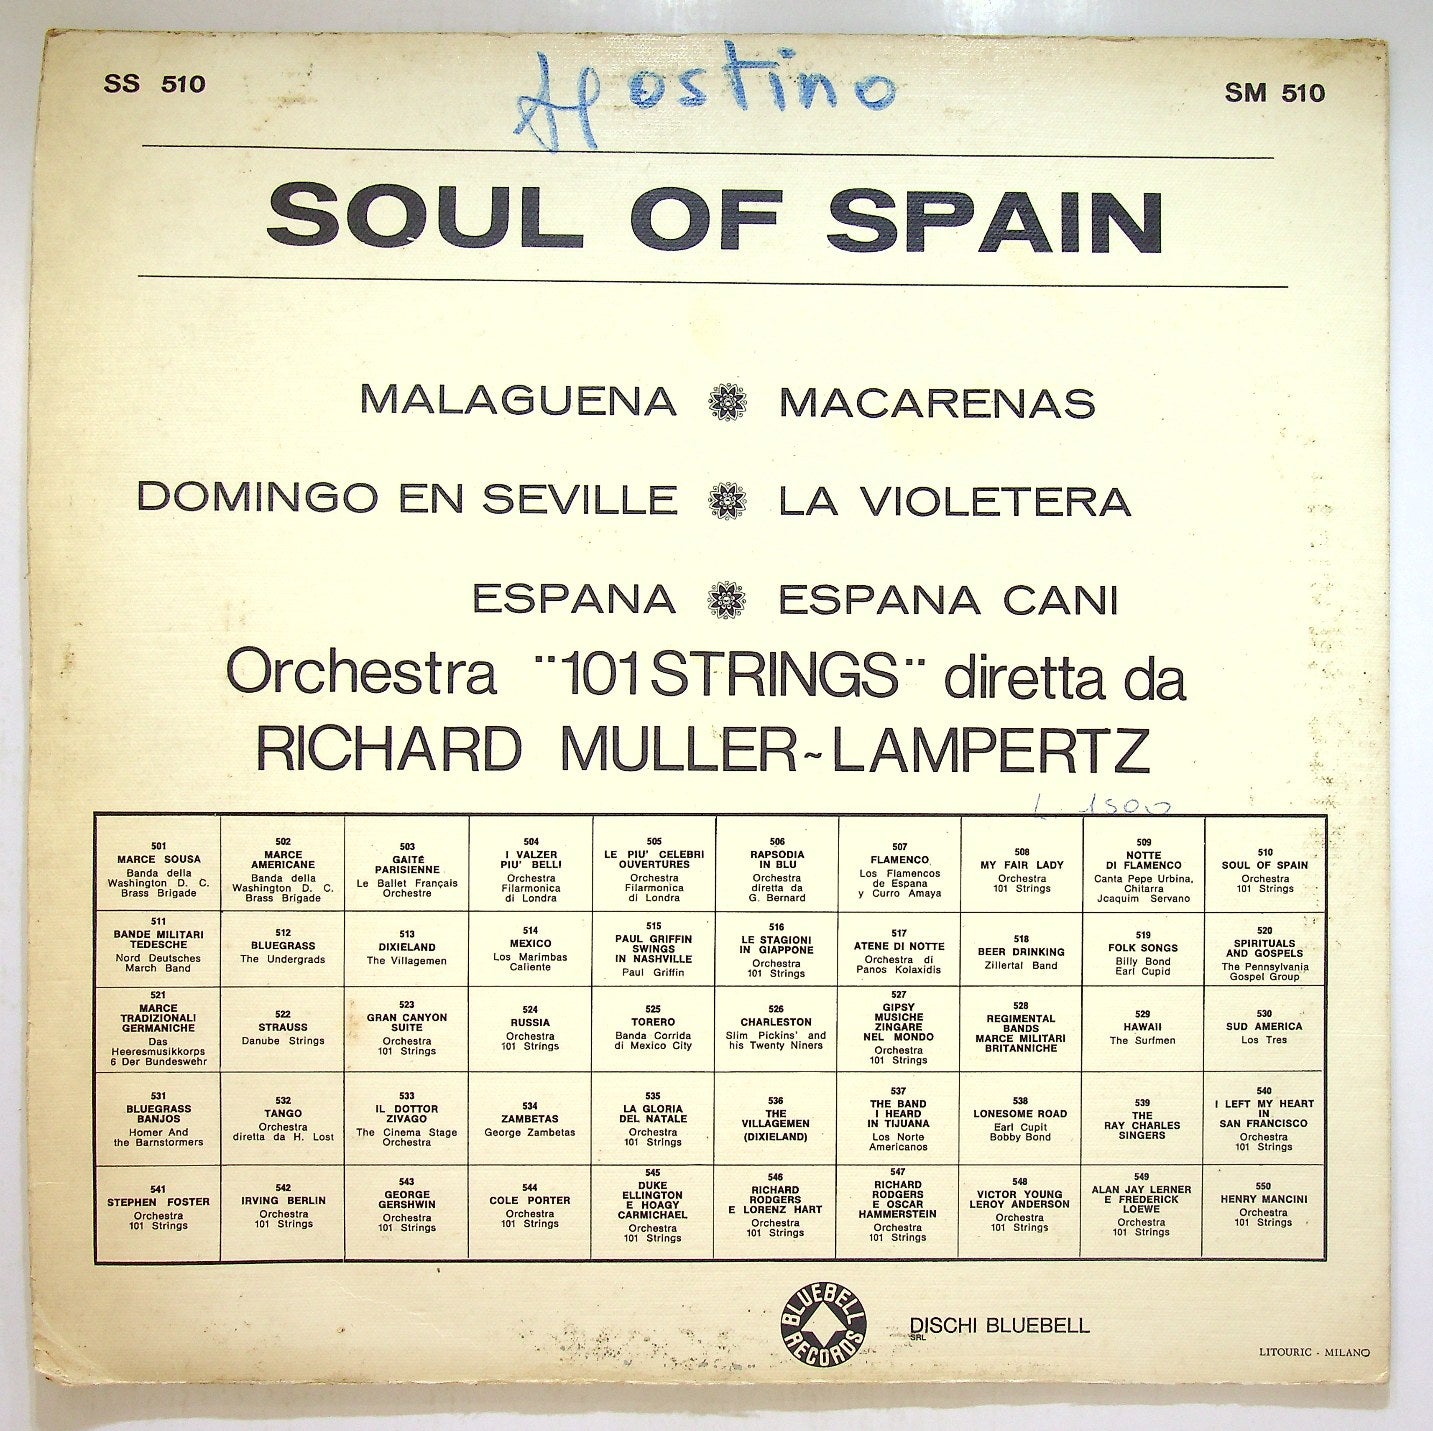 Agostino
SS 510
SM 510
SOUL OF SPAIN
MALAGUENA MACARENAS
DOMINGO EN SEVILLE LA VIOLETERA
ESPANA ESPANA CANI
Orchestra ¨101 STRINGS¨ diretta da
RICHARD MULLER~LAMPERTZ
L. 1500
501
MARCE SOUSA
Banda della
Washington D. C.
Brass Brigade
502
MARCE
AMERICANE
Banda della
Washington D. C.
Brass Brigade
503
GAITÉ
PARISIENNE
Le Ballet Français
Orchestre
504
I VALZER
PIU' BELLI
Orchestra
Filarmonica
di Londra
505
LE PIU' CELEBRI
OUVERTURES
Orchestra
Filarmonica
di Londra
506
RAPSODIA
IN BLU
Orchestra
diretta da
G. Bernard
507
FLAMENCO
Los Flamencos
de Espana
y Curro Amaya
508
MY FAIR LADY
Orchestra
101 Strings
509
NOTTE
DI FLAMENCO
Canta Pepe Urbina,
Chitarra
Joaquim Servano
510
SOUL OF SPAIN
Orchestra
101 Strings
511
BANDE MILITARI
TEDESCHE
Nord Deutsches
March Band
512
BLUEGRASS
The Undergrads
513
DIXIELAND
The Villagemen
514
MEXICO
Los Marimbas
Caliente
515
PAUL GRIFFIN
SWINGS
IN NASHVILLE
Paul Griffin
516
LE STAGIONI
IN GIAPPONE
Orchestra
101 Strings
517
ATENE DI NOTTE
Orchestra di
Panos Kolaxidis
518
BEER DRINKING
Zillertal Band
519
FOLK SONGS
Billy Bond
Earl Cupid
520
SPIRITUALS
AND GOSPELS
The Pennsylvania
Gospel Group
521
MARCE
TRADIZIONALI
GERMANICHE
Das
Heeresmusikkorps
6 Der Bundeswehr
522
STRAUSS
Danube Strings
523
GRAN CANYON
SUITE
Orchestra
101 Strings
524
RUSSIA
Orchestra
101 Strings
525
TORERO
Banda Corrida
di Mexico City
526
CHARLESTON
Slim Pickins' and
his Twenty Niners
527
GIPSY
MUSICHE
ZINGARE
NEL MONDO
Orchestra
101 Strings
528
REGIMENTAL
BANDS
MARCE MILITARI
BRITANNICHE
529
HAWAII
The Surfmen
530
SUD AMERICA
Los Tres
531
BLUEGRASS
BANJOS
Homer And
the Barnstormers
532
TANGO
Orchestra
diretta da H. Lost
533
IL DOTTOR
ZIVAGO
The Cinema Stage
Orchestra
534
ZAMBETAS
George Zambetas
535
LA GLORIA
DEL NATALE
Orchestra
101 Strings
536
THE
VILLAGEMEN
(DIXIELAND)
537
THE BAND
I HEARD
IN TIJUANA
Los Norte
Americanos
538
LONESOME ROAD
Earl Cupit
Bobby Bond
539
THE
RAY CHARLES
SINGERS
540
I LEFT MY HEART
IN
SAN FRANCISCO
Orchestra
101 Strings
541
STEPHEN FOSTER
Orchestra
101 Strings
542
IRVING BERLIN
Orchestra
101 Strings
543
GEORGE
GERSHWIN
Orchestra
101 Strings
544
COLE PORTER
Orchestra
101 Strings
545
DUKE
ELLINGTON
E HOAGY
CARMICHAEL
Orchestra
101 Strings
546
RICHARD
RODGERS
E LORENZ HART
Orchestra
101 Strings
547
RICHARD
RODGERS
E OSCAR
HAMMERSTEIN
Orchestra
101 Strings
548
VICTOR YOUNG
LEROY ANDERSON
Orchestra
101 Strings
549
ALAN JAY LERNER
E FREDERICK
LOEWE
Orchestra
101 Strings
550
HENRY MANCINI
Orchestra
101 Strings
BLUEBELL RECORDS
DISCHI BLUEBELL
SRL
LITOURIC - MILANO